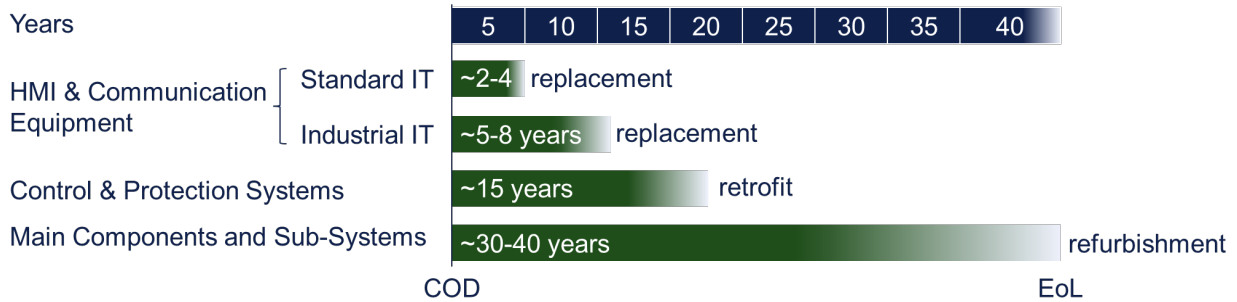 Years 5 10 15 20 25 30 35 40
HMI & Communication
Equipment
Standard IT ~2-4 replacement
Industrial IT ~5-8 years replacement
Control & Protection Systems ~15 years retrofit
Main Components and Sub-Systems ~30-40 years refurbishment
COD EoL